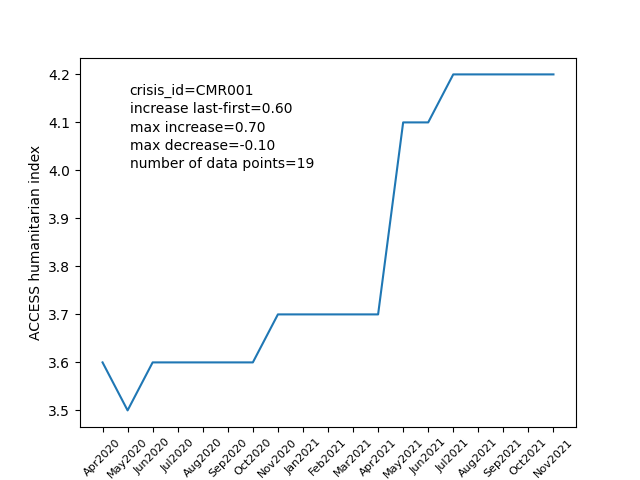 crisis_id=CMR001
increase last-first=0.60
max increase=0.70
max decrease=-0.10
number of data points=19
ACCESS humanitarian index
4.2
4.1
4.0
3.9
3.8
3.7
3.6
3.5
Apr2020
May2020
Jun2020
Jul2020
Aug2020
Sep2020
Oct2020
Nov2020
Jan2021
Feb2021
Mar2021
Apr2021
May2021
Jun2021
Jul2021
Aug2021
Sep2021
Oct2021
Nov2021